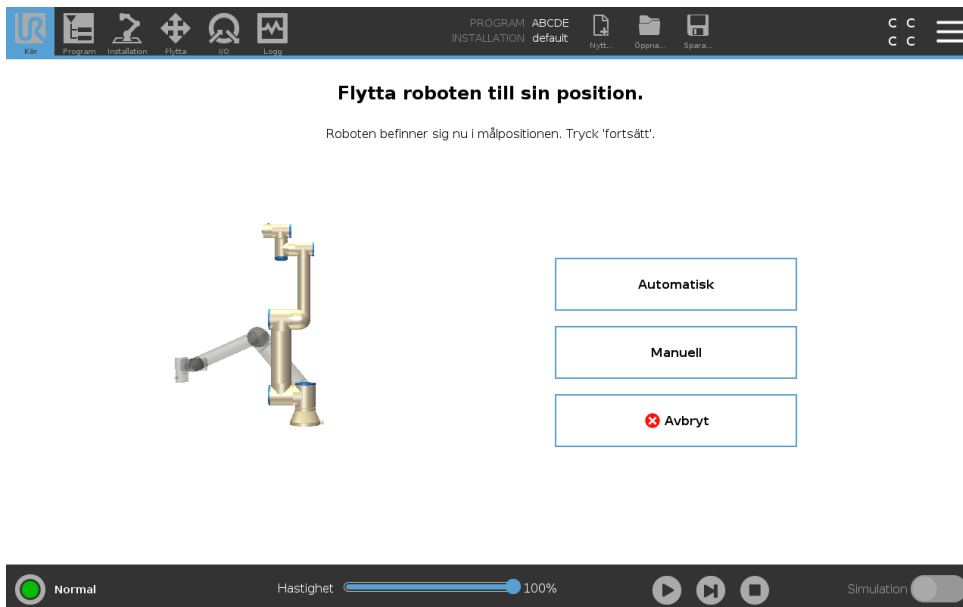 UR
Kör
Program
Installation
Flytta
I/O
Logg
PROGRAM ABCDE
INSTALLATION default
Nytt...
Öppna...
Spara...
C C
C C
Flytta roboten till sin position.
Roboten befinner sig nu i målpositionen. Tryck 'fortsätt'.
Automatisk
Manuell
Avbryt
Normal
Hastighet 100%
Simulation